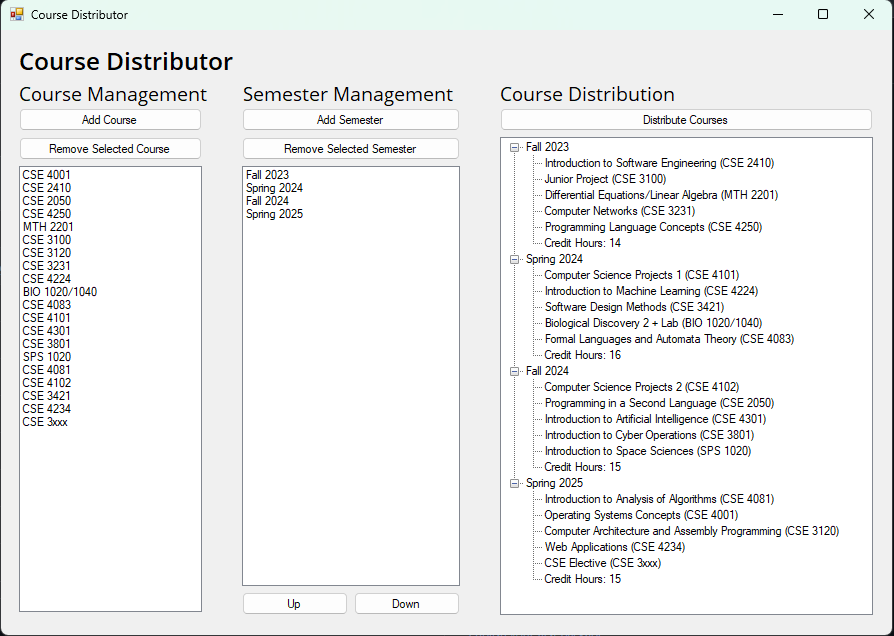 Course Distributor
Course Distributor
Course Management
Add Course
Remove Selected Course
CSE 4001
CSE 2410
CSE 2050
CSE 4250
MTH 2201
CSE 3100
CSE 3120
CSE 3231
CSE 4224
BIO 1020/1040
CSE 4083
CSE 4101
CSE 4301
CSE 3801
SPS 1020
CSE 4081
CSE 4102
CSE 3421
CSE 4234
CSE 3xxx
Semester Management
Add Semester
Remove Selected Semester
Fall 2023
Spring 2024
Fall 2024
Spring 2025
Up
Down
Course Distribution
Distribute Courses
Fall 2023
Introduction to Software Engineering (CSE 2410)
Junior Project (CSE 3100)
Differential Equations/Linear Algebra (MTH 2201)
Computer Networks (CSE 3231)
Programming Language Concepts (CSE 4250)
Credit Hours: 14
Spring 2024
Computer Science Projects 1 (CSE 4101)
Introduction to Machine Learning (CSE 4224)
Software Design Methods (CSE 3421)
Biological Discovery 2 + Lab (BIO 1020/1040)
Formal Languages and Automata Theory (CSE 4083)
Credit Hours: 16
Fall 2024
Computer Science Projects 2 (CSE 4102)
Programming in a Second Language (CSE 2050)
Introduction to Artificial Intelligence (CSE 4301)
Introduction to Cyber Operations (CSE 3801)
Introduction to Space Sciences (SPS 1020)
Credit Hours: 15
Spring 2025
Introduction to Analysis of Algorithms (CSE 4081)
Operating Systems Concepts (CSE 4001)
Computer Architecture and Assembly Programming (CSE 3120)
Web Applications (CSE 4234)
CSE Elective (CSE 3xxx)
Credit Hours: 15